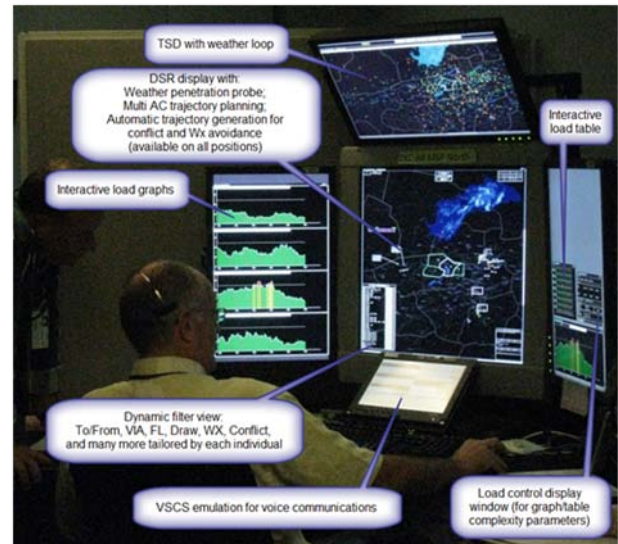 TSD with weather loop
DSR display with:
Weather penetration probe;
Multi AC trajectory planning;
Automatic trajectory generation for
conflict and Wx avoidance
(available on all positions)
Interactive
load table
Interactive load graphs
Dynamic filter view:
To/From, VIA, FL, Draw, WX, Conflict,
and many more tailored by each individual
VSCS emulation for voice communications
Load control display
window (for graph/table
complexity parameters)